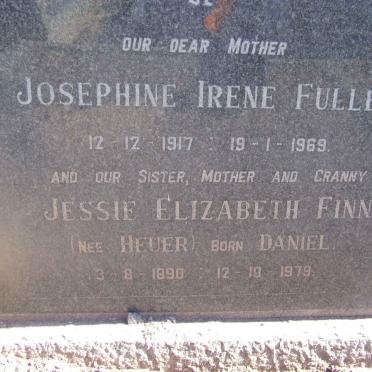 OUR DEAR MOTHER
JOSEPHINE IRENE FULLE
12-12-1917 : 19-1-1969.
AND OUR SISTER, MOTHER AND GRANNY
JESSIE ELIZABETH FINN
(NEE HEUER) BORN DANIEL
3-8-1890 : 12-10-1979.